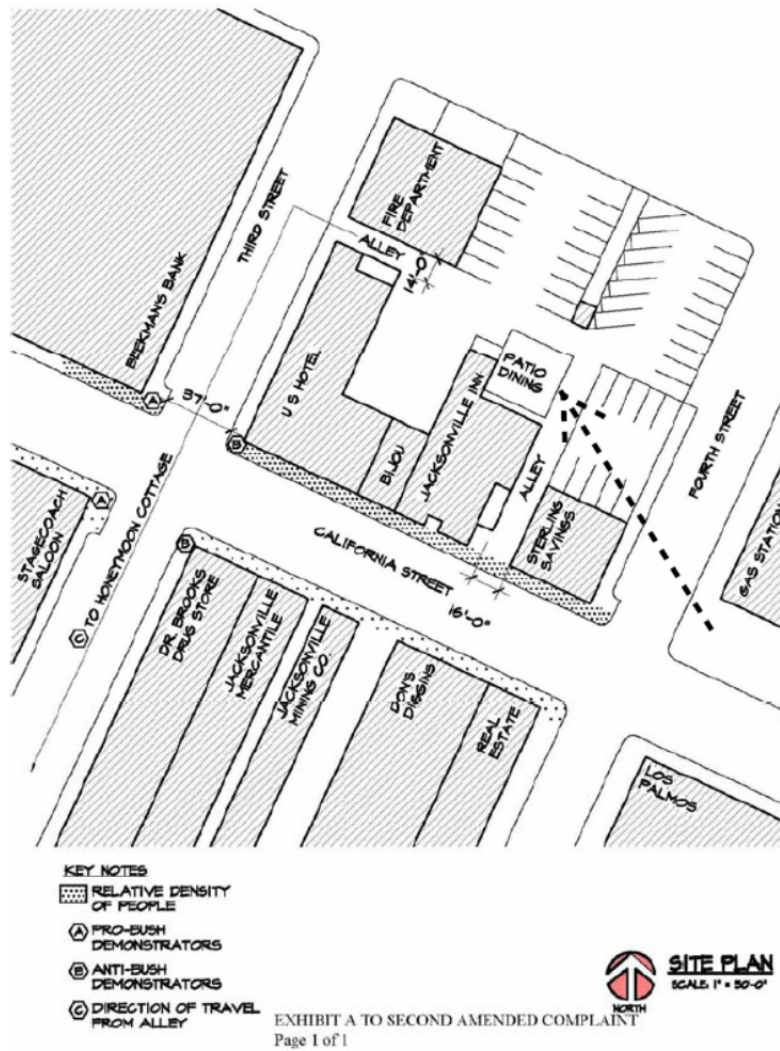 FIRE
DEPARTMENT
THIRD STREET
ALLEY
14'-0"
BEEKMAN'S BANK
U S HOTEL
PATIO
DINING
37'-0"
BIJOU
JACKSONVILLE INN
ALLEY
FOURTH STREET
STERLING
SAVINGS
GAS STATION
STAGECOACH
SALOON
TO HONEYMOON COTTAGE
CALIFORNIA STREET
16'-0"
DR. BROOKS
DRUG STORE
JACKSONVILLE
MERCANTILE
JACKSONVILLE
MINING CO.
DON'S
DIGGINS
REAL
ESTATE
LOS
PALMOS
A
B
A
B
C
KEY NOTES
RELATIVE DENSITY
OF PEOPLE
A PRO-BUSH
DEMONSTRATORS
B ANTI-BUSH
DEMONSTRATORS
C DIRECTION OF TRAVEL
FROM ALLEY
SITE PLAN
SCALE: 1" = 50'-0"
NORTH
EXHIBIT A TO SECOND AMENDED COMPLAINT
Page 1 of 1